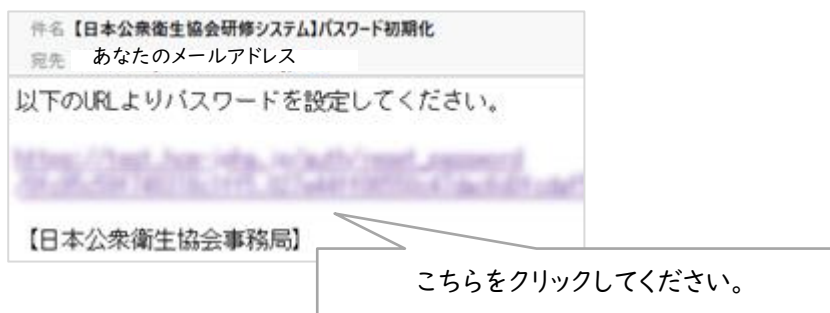 件名【日本公衆衛生協会研修システム】パスワード初期化
宛先 あなたのメールアドレス
以下のURLよりパスワードを設定してください。
【日本公衆衛生協会事務局】
こちらをクリックしてください。